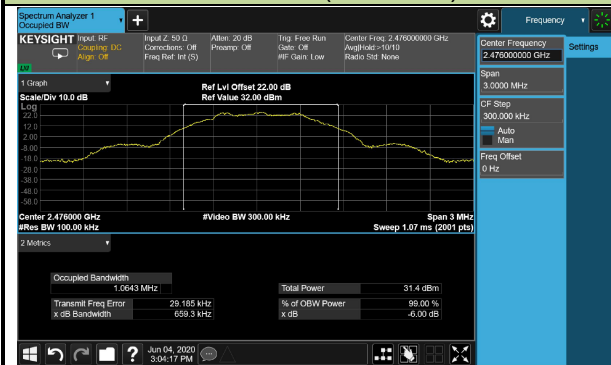 Spectrum Analyzer 1
Occupied BW
Frequency
KEYSIGHT
Input: RF
Coupling: DC
Align: Off
Input Z: 50 Ω
Corrections: Off
Freq Ref: Int (S)
Atten: 20 dB
Preamp: Off
Trig: Free Run
Gate: Off
#IF Gain: Low
Center Freq: 2.476000000 GHz
Avg|Hold:>10/10
Radio Std: None
Center Frequency
2.476000000 GHz
Settings
Span
3.0000 MHz
CF Step
300.000 kHz
Auto
Man
Freq Offset
0 Hz
1 Graph
Scale/Div 10.0 dB
Ref Lvl Offset 22.00 dB
Ref Value 32.00 dBm
Log
22.0
12.0
2.00
-8.00
-18.0
-28.0
-38.0
-48.0
-58.0
Center 2.476000 GHz
#Res BW 100.00 kHz
#Video BW 300.00 kHz
Span 3 MHz
Sweep 1.07 ms (2001 pts)
2 Metrics
Occupied Bandwidth
1.0643 MHz
Total Power 31.4 dBm
Transmit Freq Error 29.185 kHz
% of OBW Power 99.00 %
x dB Bandwidth 659.3 kHz
x dB -6.00 dB
Jun 04, 2020
3:04:17 PM